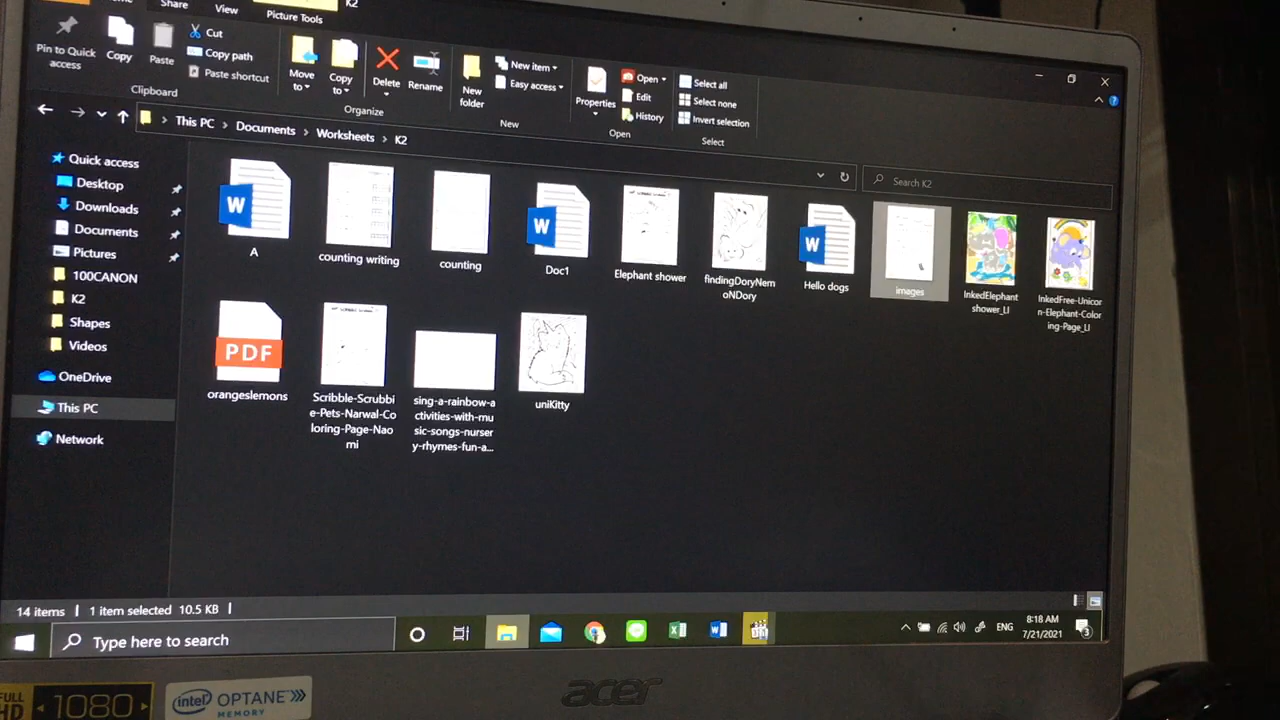 Share
View
Picture Tools
K2
Pin to Quick access
Copy
Paste
Cut
Copy path
Paste shortcut
Clipboard
Move to
Copy to
Delete
Rename
Organize
New folder
New item
Easy access
New
Properties
Open
Edit
History
Open
Select all
Select none
Invert selection
Select
This PC > Documents > Worksheets > K2
Search K2
Quick access
Desktop
Downloads
Documents
Pictures
100CANON
K2
Shapes
Videos
OneDrive
This PC
Network
A
counting writing
counting
Doc1
Elephant shower
findingDoryNem
oNDory
Hello dogs
images
InkedElephant
shower_LI
InkedFree-Unicor
n-Elephant-Color
ing-Page_LI
PDF
orangeslemons
Scribble-Scrubbi
e-Pets-Narwal-Co
loring-Page-Nao
mi
sing-a-rainbow-a
ctivities-with-mu
sic-songs-nurser
y-rhymes-fun-a...
uniKitty
14 items | 1 item selected 10.5 KB |
Type here to search
ENG
8:18 AM
7/21/2021
3
FULL HD 1080
intel OPTANE
MEMORY
acer